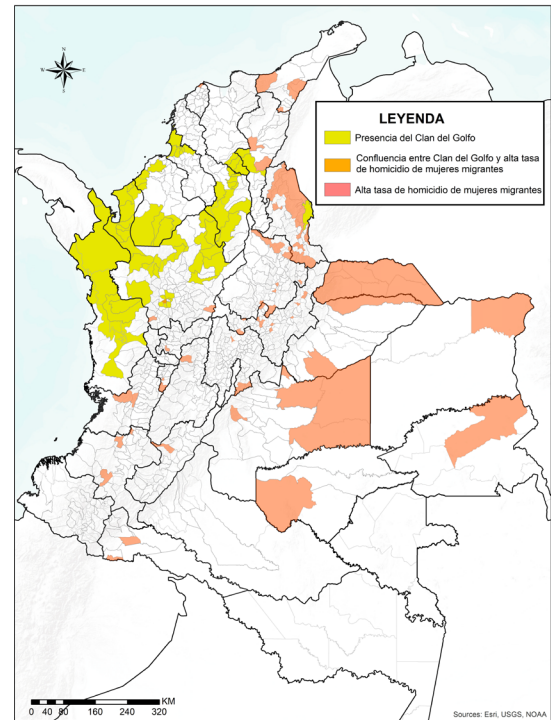 N
W
E
S
LEYENDA
Presencia del Clan del Golfo
Confluencia entre Clan del Golfo y alta tasa
de homicidio de mujeres migrantes
Alta tasa de homicidio de mujeres migrantes
KM
0 40 80 160 240 320
Sources: Esri, USGS, NOAA